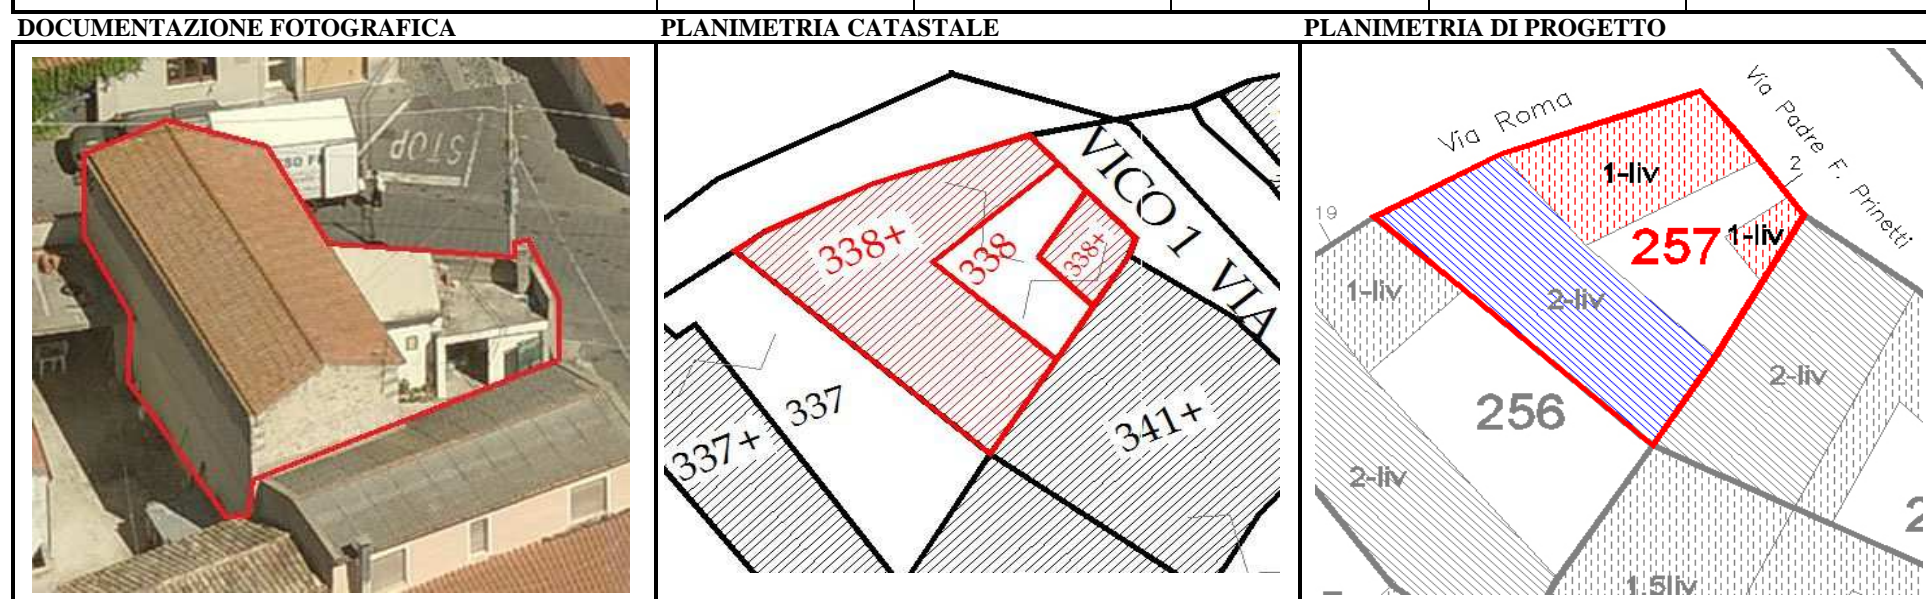 DOCUMENTAZIONE FOTOGRAFICA
PLANIMETRIA CATASTALE
PLANIMETRIA DI PROGETTO
STOP
338+
338
338+
VICO 1 VIA
337
337+
341+
Via Roma
Via Padre F. Prinetti
2
19
1-liv
257
1-liv
1-liv
2-liv
2-liv
256
2-liv
1.5liv
2